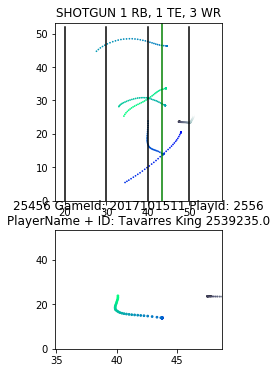 SHOTGUN 1 RB, 1 TE, 3 WR
50
40
30
20
10
0
20 30 40 50
25456 GameId: 2017101511 PlayId: 2556
PlayerName + ID: Tavarres King 2539235.0
40
20
0
35 40 45